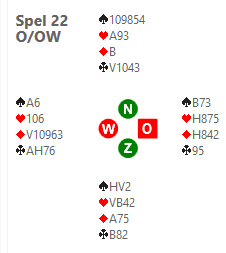 Spel 22
O/OW
♠109854
♥A93
♦B
♣V1043
♠A6
♥106
♦V10963
♣AH76
N
W O
Z
♠B73
♥H875
♦H842
♣95
♠HV2
♥VB42
♦A75
♣B82